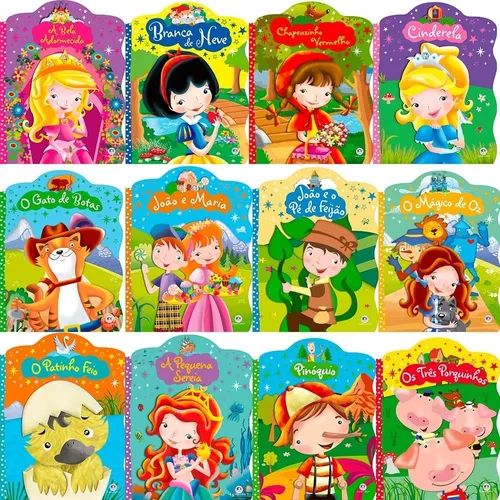 A Bela
Adormecida
Branca
de Neve
Chapeuzinho
Vermelho
Cinderela
O Gato de Botas
João e Maria
João e o
Pé de Feijão
O Mágico de Oz
O Patinho Feio
A Pequena
Sereia
Pinóquio
Os Três Porquinhos